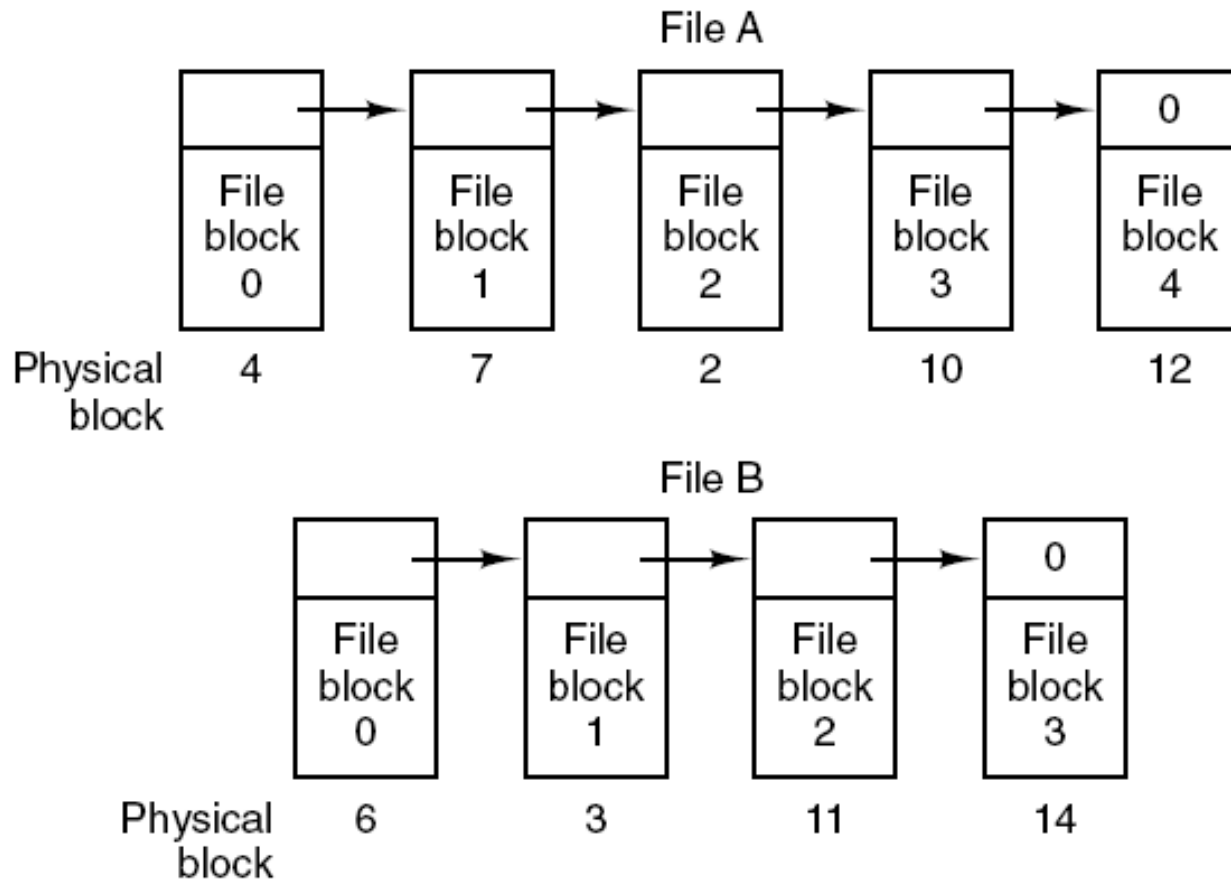 File A
0
File File File File File
block block block block block
0 1 2 3 4
Physical 4 7 2 10 12
block
File B
0
File File File File
block block block block
0 1 2 3
Physical 6 3 11 14
block